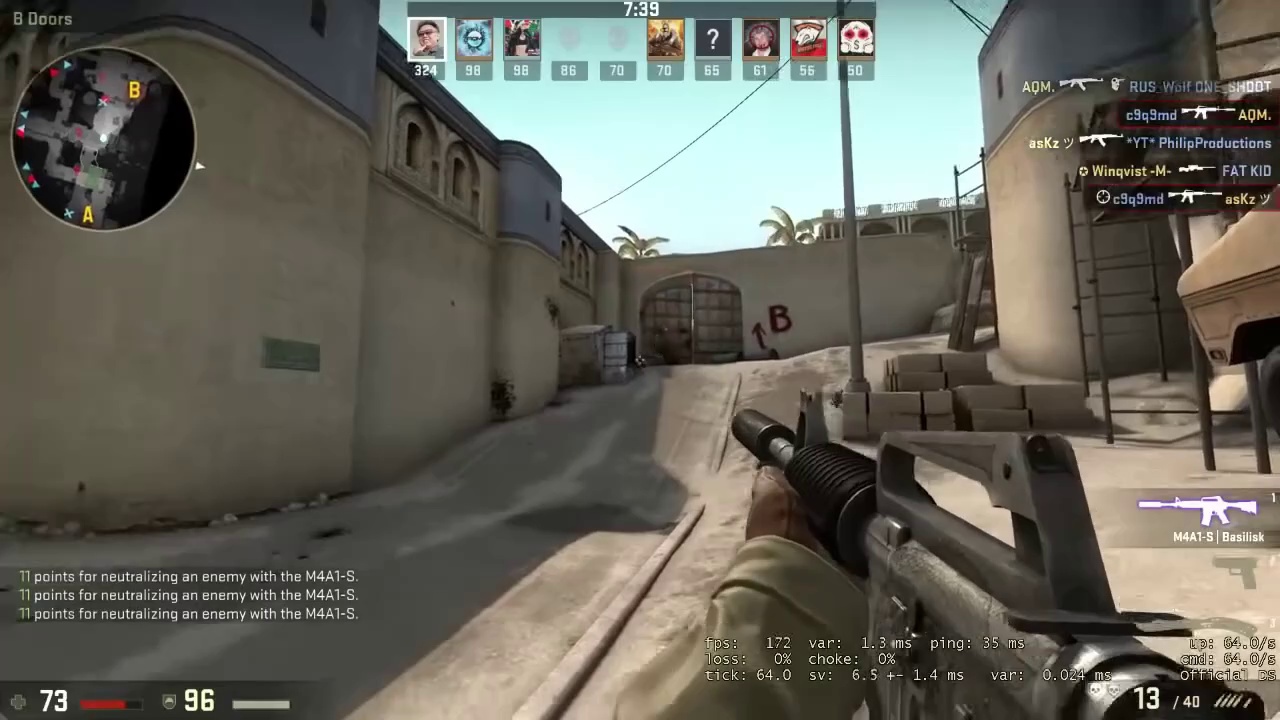 B Doors
7:39
324 98 98 86 70 70 65 61 56 50
?
B
A
AQM. RUS_Wolf ONE_SHOOT
c9q9md AQM.
asKz ツ *YT* PhilipProductions
Winqvist -M- FAT KID
c9q9md asKz ツ
B
1
M4A1-S | Basilisk
11 points for neutralizing an enemy with the M4A1-S.
11 points for neutralizing an enemy with the M4A1-S.
11 points for neutralizing an enemy with the M4A1-S.
fps: 172 var: 1.3 ms ping: 35 ms up: 64.0/s
loss: 0% choke: 0% cmd: 64.0/s
tick: 64.0 sv: 6.5 +- 1.4 ms var: 0.024 ms Official DS
73 96 13 / 40